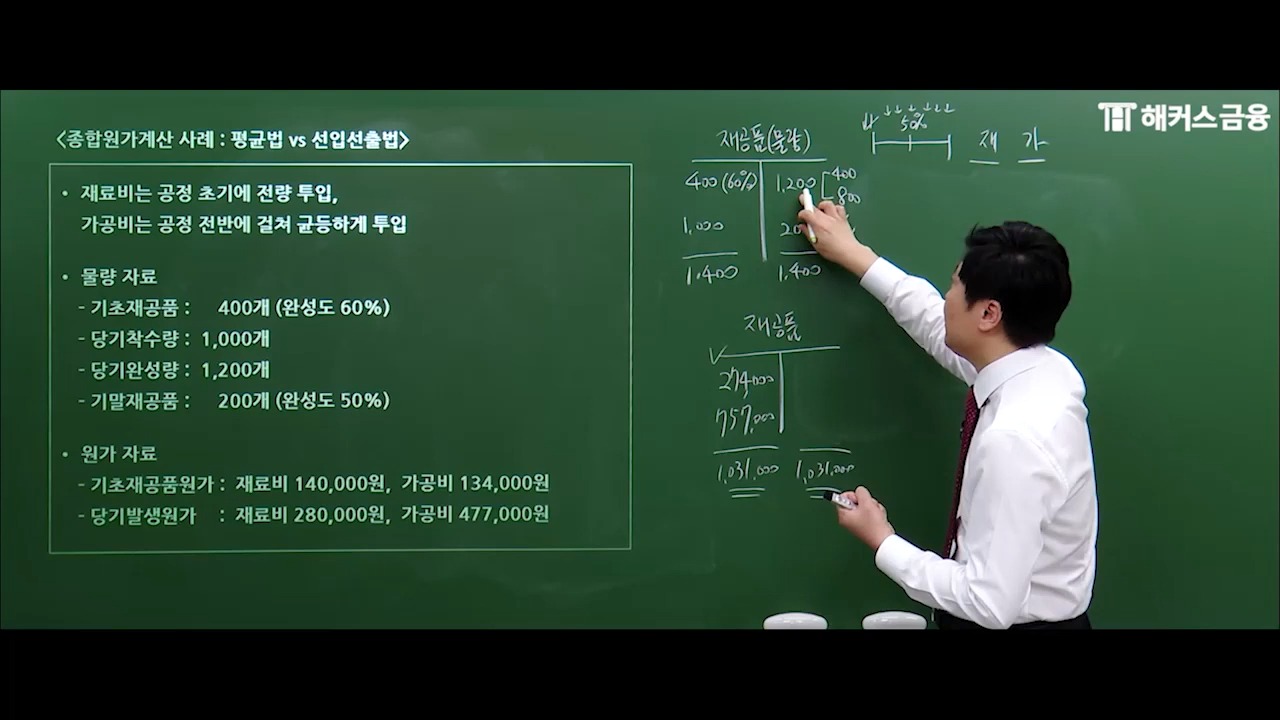 <종합원가계산 사례 : 평균법 vs 선입선출법>
• 재료비는 공정 초기에 전량 투입,
가공비는 공정 전반에 걸쳐 균등하게 투입
• 물량 자료
- 기초재공품 : 400개 (완성도 60%)
- 당기착수량 : 1,000개
- 당기완성량 : 1,200개
- 기말재공품 : 200개 (완성도 50%)
• 원가 자료
- 기초재공품원가 : 재료비 140,000원, 가공비 134,000원
- 당기발생원가 : 재료비 280,000원, 가공비 477,000원
재공품(물량)
400 (60%) 1,200 400
800
1,000 20
1,400 1,400
재공품
274,000
757,000
1,031,000 1,031,000
50%
재 가
해커스금융